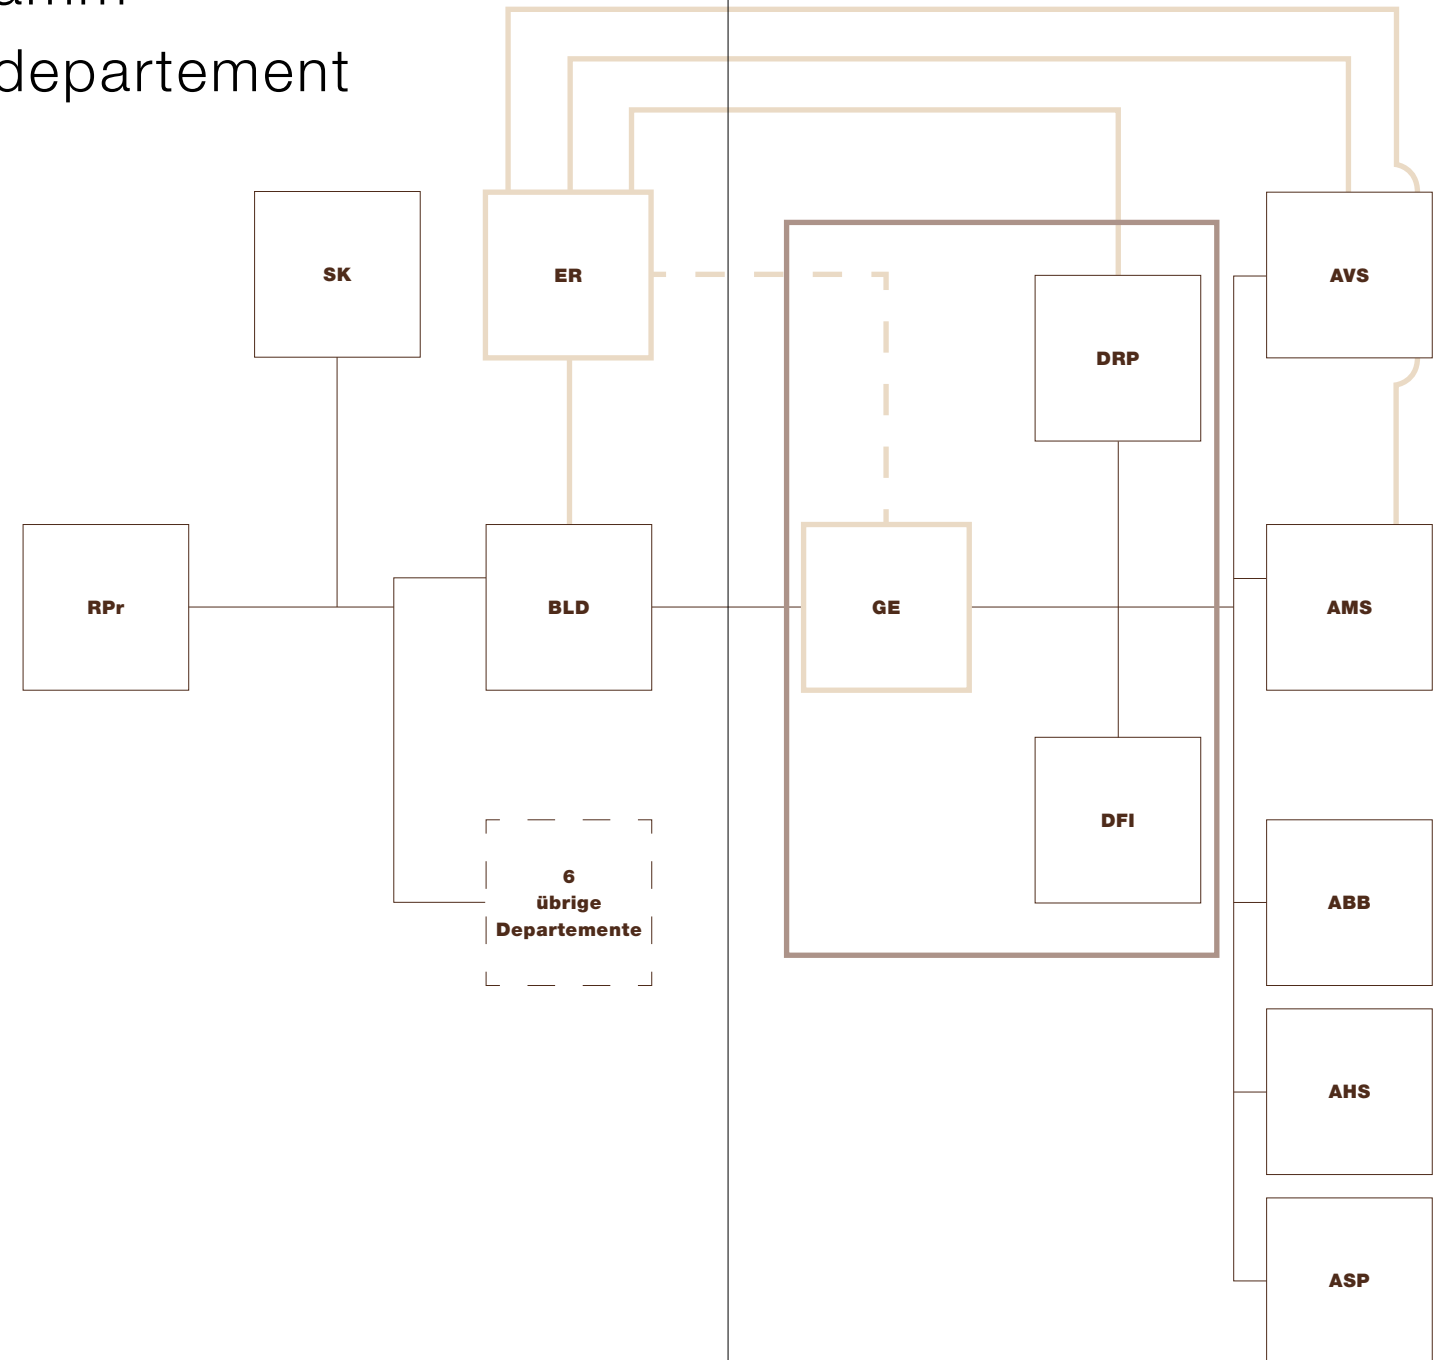 departement
SK
ER
AVS
DRP
RPr
BLD
GE
AMS
DFI
6
übrige
Departemente
ABB
AHS
ASP